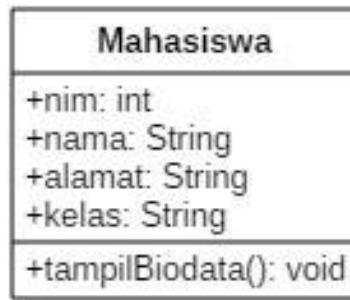 Mahasiswa
+nim: int
+nama: String
+alamat: String
+kelas: String
+tampilBiodata(): void